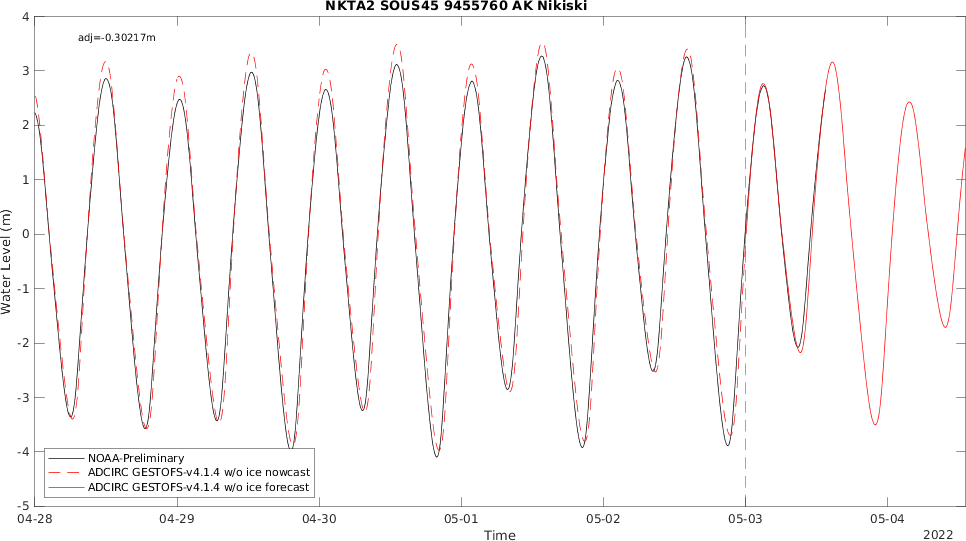 NKTA2 SOUS45 9455760 AK Nikiski
adj=-0.30217m
4
3
2
1
0
-1
-2
-3
-4
-5
Water Level (m)
NOAA-Preliminary
ADCIRC GESTOFS-v4.1.4 w/o ice nowcast
ADCIRC GESTOFS-v4.1.4 w/o ice forecast
04-28 04-29 04-30 05-01 05-02 05-03 05-04
Time
2022